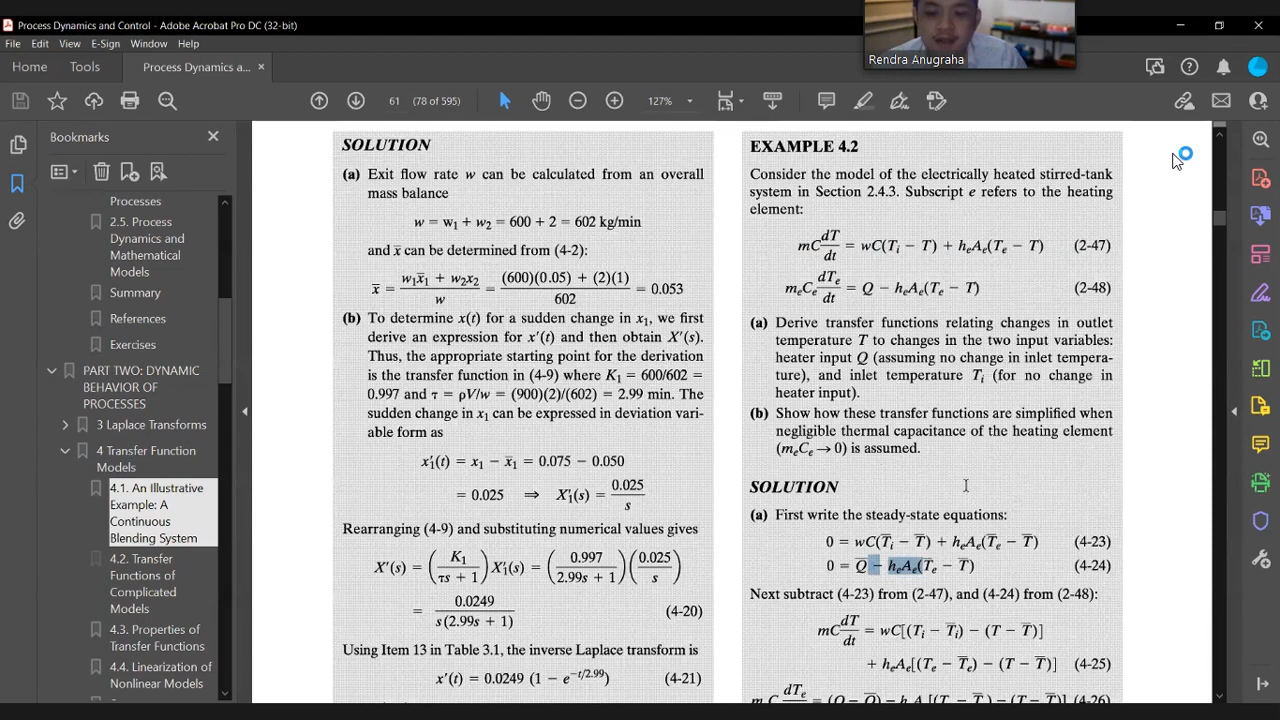 Process Dynamics and Control - Adobe Acrobat Pro DC (32-bit)
File Edit View E-Sign Window Help
Rendra Anugraha
Home Tools Process Dynamics a... ×
61 (78 of 595) 127%
Bookmarks
Processes
2.5. Process
Dynamics and
Mathematical
Models
Summary
References
Exercises
PART TWO: DYNAMIC
BEHAVIOR OF
PROCESSES
3 Laplace Transforms
4 Transfer Function
Models
4.1. An Illustrative
Example: A
Continuous
Blending System
4.2. Transfer
Functions of
Complicated
Models
4.3. Properties of
Transfer Functions
4.4. Linearization of
Nonlinear Models
SOLUTION
(a) Exit flow rate w can be calculated from an overall
mass balance
w = w₁ + w₂ = 600 + 2 = 602 kg/min
and x̅ can be determined from (4-2):
x̅ = (w₁x̅₁ + w₂x₂)/w = ((600)(0.05) + (2)(1))/602 = 0.053
(b) To determine x(t) for a sudden change in x₁, we first
derive an expression for x′(t) and then obtain X′(s).
Thus, the appropriate starting point for the derivation
is the transfer function in (4-9) where K₁ = 600/602 =
0.997 and τ = ρV/w = (900)(2)/(602) = 2.99 min. The
sudden change in x₁ can be expressed in deviation vari-
able form as
x′₁(t) = x₁ − x̅₁ = 0.075 − 0.050
= 0.025 ⇒ X′₁(s) = 0.025/s
Rearranging (4-9) and substituting numerical values gives
X′(s) = (K₁/(τs + 1)) X′₁(s) = (0.997/(2.99s + 1)) (0.025/s)
= 0.0249/(s(2.99s + 1)) (4-20)
Using Item 13 in Table 3.1, the inverse Laplace transform is
x′(t) = 0.0249 (1 − e^(−t/2.99)) (4-21)
EXAMPLE 4.2
Consider the model of the electrically heated stirred-tank
system in Section 2.4.3. Subscript e refers to the heating
element:
mC dT/dt = wC(Tᵢ − T) + hₑAₑ(Tₑ − T) (2-47)
mₑCₑ dTₑ/dt = Q − hₑAₑ(Tₑ − T) (2-48)
(a) Derive transfer functions relating changes in outlet
temperature T to changes in the two input variables:
heater input Q (assuming no change in inlet tempera-
ture), and inlet temperature Tᵢ (for no change in
heater input).
(b) Show how these transfer functions are simplified when
negligible thermal capacitance of the heating element
(mₑCₑ → 0) is assumed.
SOLUTION
(a) First write the steady-state equations:
0 = wC(T̅ᵢ − T̅) + hₑAₑ(T̅ₑ − T̅) (4-23)
0 = Q̅ − hₑAₑ(T̅ₑ − T̅) (4-24)
Next subtract (4-23) from (2-47), and (4-24) from (2-48):
mC dT/dt = wC[(Tᵢ − T̅ᵢ) − (T − T̅)]
+ hₑAₑ[(Tₑ − T̅ₑ) − (T − T̅)] (4-25)
m C dTₑ/dt = (Q − Q̅) − h A [(T − T̅ ) − (T − T̅)] (4-26)